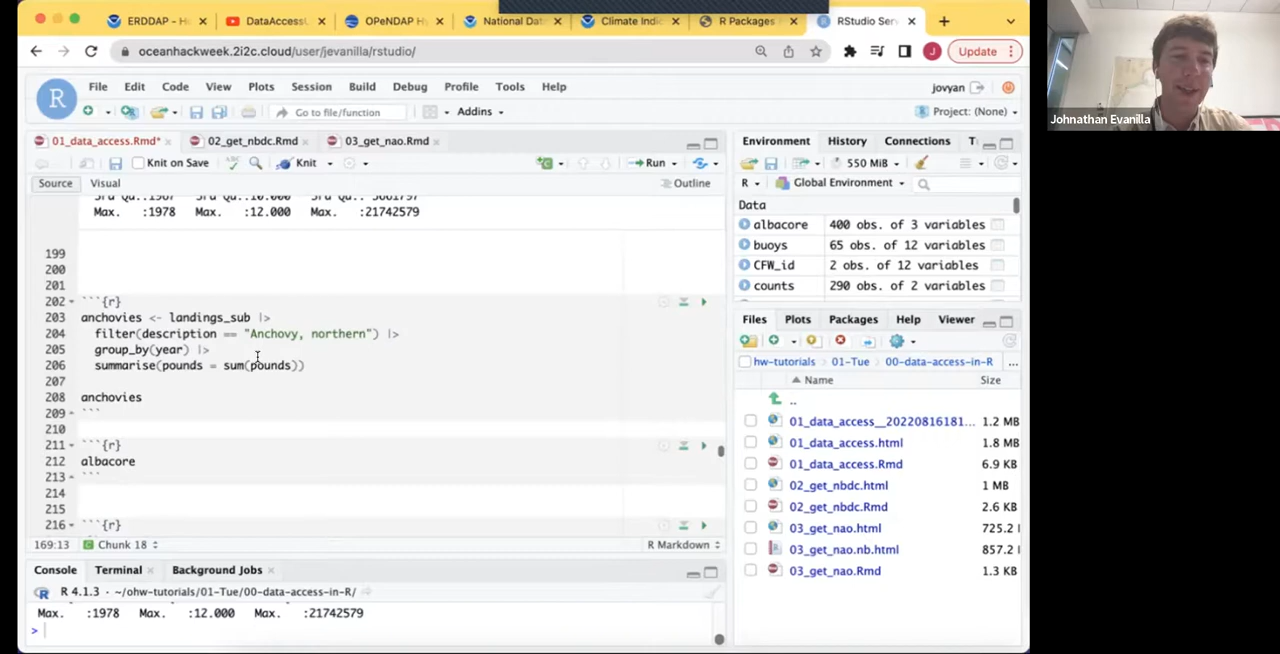 ERDDAP - Ho
DataAccessU
OPeNDAP Hy
National Data
Climate Indic
R Packages
RStudio Serv
oceanhackweek.2i2c.cloud/user/jevanilla/rstudio/
J
Update
R
File Edit Code View Plots Session Build Debug Profile Tools Help
jovyan
Go to file/function
Addins
Project: (None)
01_data_access.Rmd*
02_get_nbdc.Rmd
03_get_nao.Rmd
Knit on Save
Knit
Run
Source Visual
Outline
Max. :1978 Max. :12.000 Max. :21742579
199
200
201
202 ```{r}
203 anchovies <- landings_sub |>
204 filter(description == "Anchovy, northern") |>
205 group_by(year) |>
206 summarise(pounds = sum(pounds))
207
208 anchovies
209 ```
210
211 ```{r}
212 albacore
213 ```
214
215
216 ```{r}
169:13 Chunk 18
R Markdown
Console Terminal Background Jobs
R 4.1.3 · ~/ohw-tutorials/01-Tue/00-data-access-in-R/
Max. :1978 Max. :12.000 Max. :21742579
>
Environment History Connections
550 MiB
R Global Environment
Data
albacore 400 obs. of 3 variables
buoys 65 obs. of 12 variables
CFW_id 2 obs. of 12 variables
counts 290 obs. of 2 variables
Files Plots Packages Help Viewer
hw-tutorials 01-Tue 00-data-access-in-R ...
Name Size
..
01_data_access__20220816181... 1.2 MB
01_data_access.html 1.8 MB
01_data_access.Rmd 6.9 KB
02_get_nbdc.html 1 MB
02_get_nbdc.Rmd 2.6 KB
03_get_nao.html 725.2
03_get_nao.nb.html 857.2
03_get_nao.Rmd 1.3 KB
Johnathan Evanilla